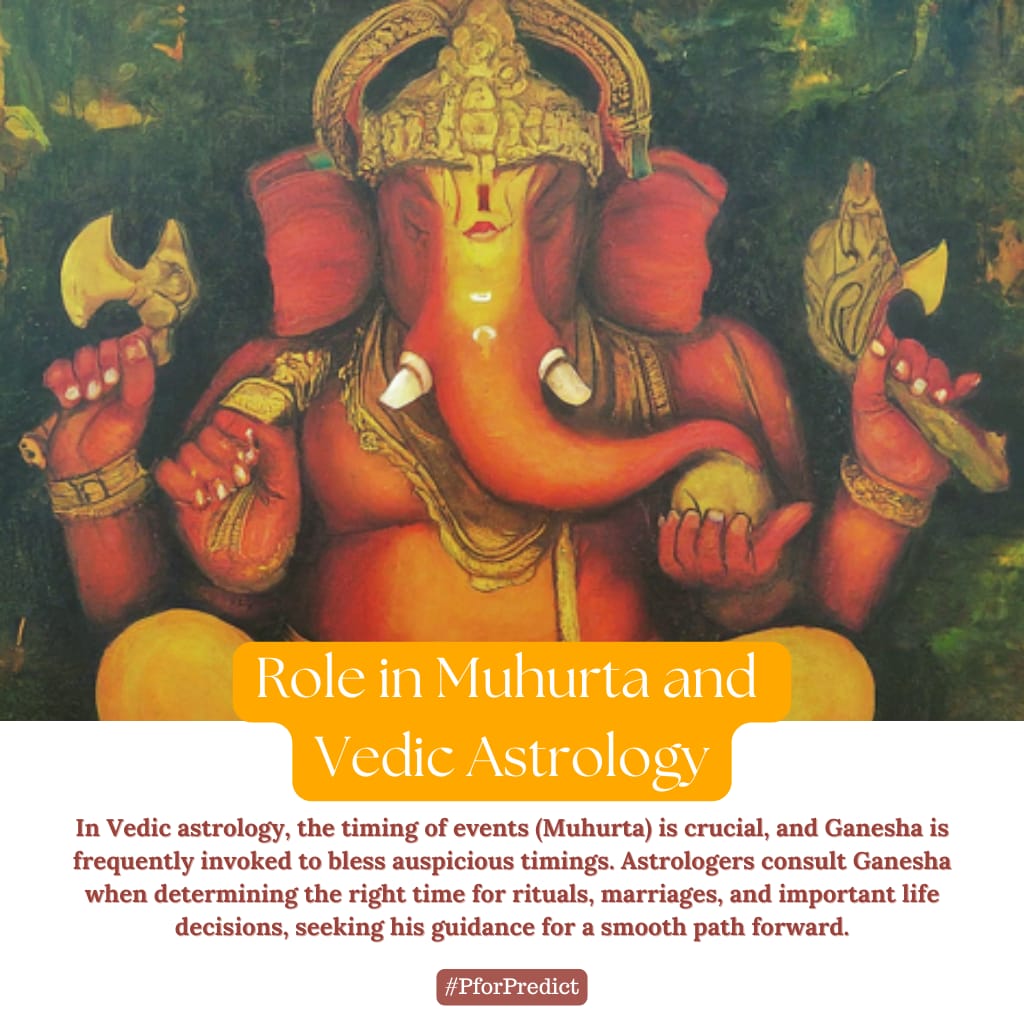 Role in Muhurta and
Vedic Astrology
In Vedic astrology, the timing of events (Muhurta) is crucial, and Ganesha is
frequently invoked to bless auspicious timings. Astrologers consult Ganesha
when determining the right time for rituals, marriages, and important life
decisions, seeking his guidance for a smooth path forward.
#PforPredict